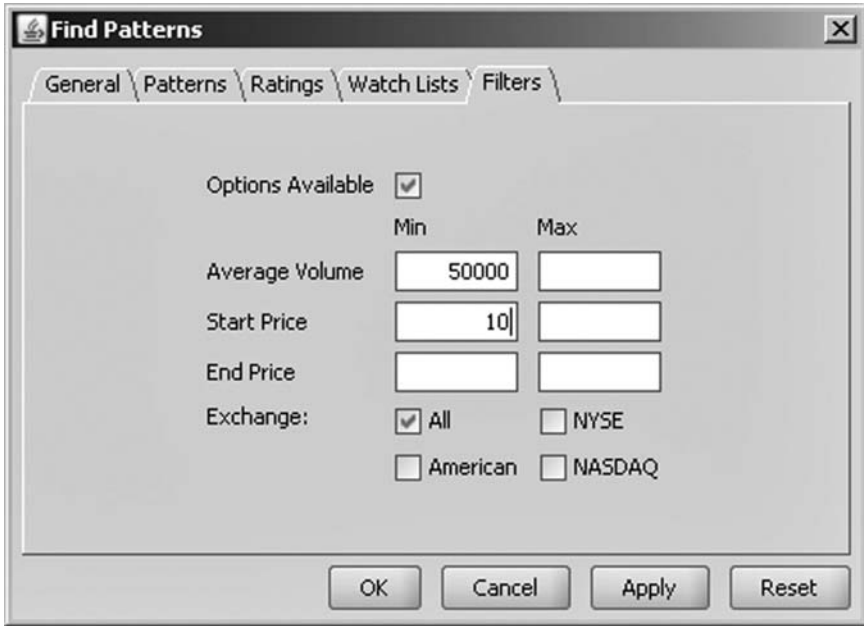 Find Patterns
General Patterns Ratings Watch Lists Filters
Options Available
Min Max
Average Volume 50000
Start Price 10
End Price
Exchange: All NYSE
American NASDAQ
OK Cancel Apply Reset